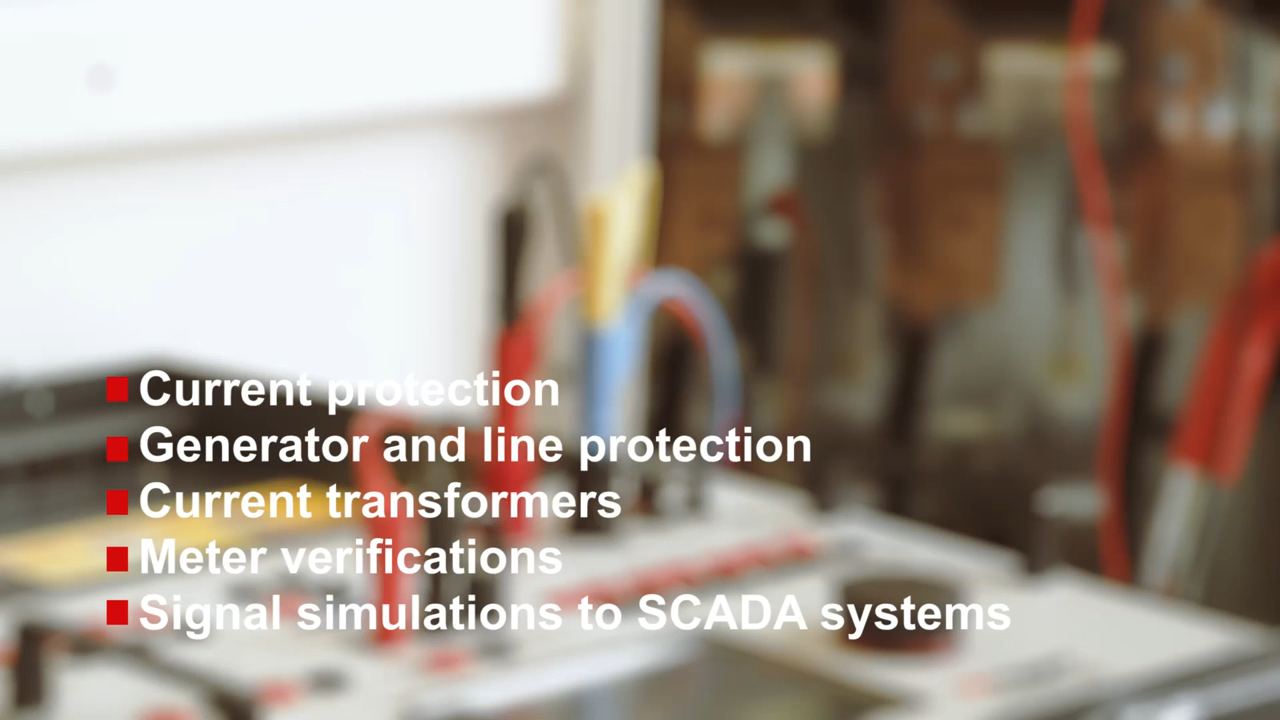 Current protection
Generator and line protection
Current transformers
Meter verifications
Signal simulations to SCADA systems